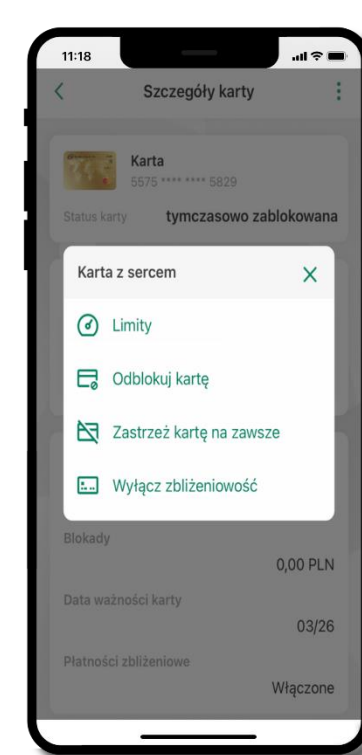 11:18
Szczegóły karty
Karta
5575 **** **** 5829
Status karty tymczasowo zablokowana
Karta z sercem
Limity
Odblokuj kartę
Zastrzeż kartę na zawsze
Wyłącz zbliżeniowość
Blokady
0,00 PLN
Data ważności karty
03/26
Płatności zbliżeniowe
Włączone